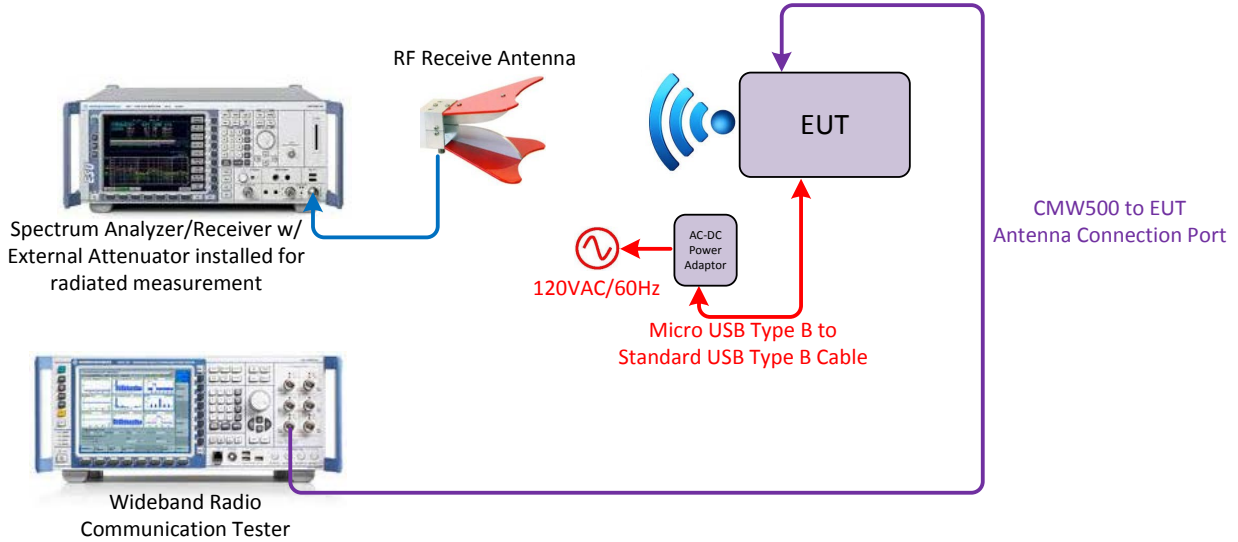 RF Receive Antenna
EUT
Spectrum Analyzer/Receiver w/
External Attenuator installed for
radiated measurement
AC-DC
Power
Adaptor
120VAC/60Hz
Micro USB Type B to
Standard USB Type B Cable
CMW500 to EUT
Antenna Connection Port
Wideband Radio
Communication Tester